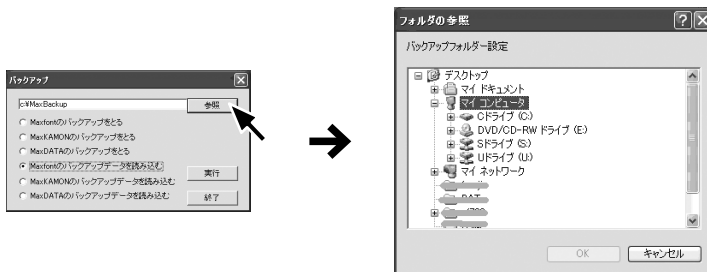 バックアップ
c:¥MaxBackup
参照
Maxfontのバックアップをとる
MaxKAMONのバックアップをとる
MaxDATAのバックアップをとる
Maxfontのバックアップデータを読み込む
MaxKAMONのバックアップデータを読み込む
MaxDATAのバックアップデータを読み込む
実行
終了
フォルダの参照
バックアップフォルダー設定
デスクトップ
マイ ドキュメント
マイ コンピュータ
Cドライブ (C:)
DVD/CD-RW ドライブ (E:)
Sドライブ (S:)
Uドライブ (U:)
マイ ネットワーク
OK
キャンセル